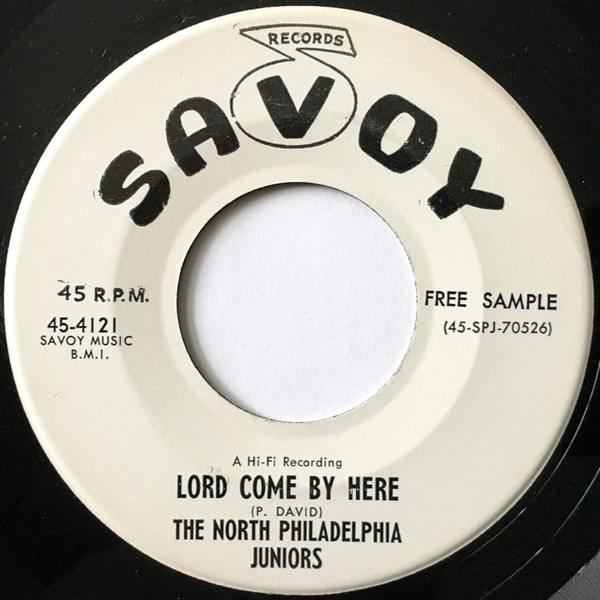 RECORDS
SAVOY
45 R.P.M.
45-4121
SAVOY MUSIC
B.M.I.
FREE SAMPLE
(45-SPJ-70526)
A Hi-Fi Recording
LORD COME BY HERE
(P. DAVID)
THE NORTH PHILADELPHIA
JUNIORS